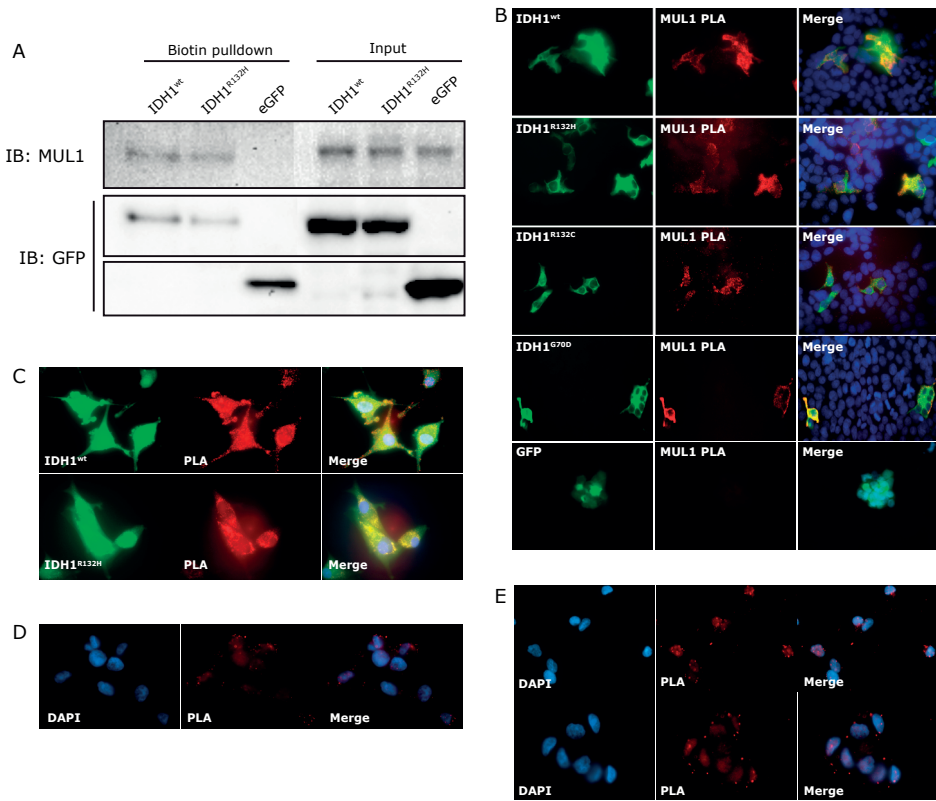 A
Biotin pulldown
Input
IDH1wt
IDH1R132H
eGFP
IDH1wt
IDH1R132H
eGFP
IB: MUL1
IB: GFP
B
IDH1wt
MUL1 PLA
Merge
IDH1R132H
MUL1 PLA
Merge
IDH1R132C
MUL1 PLA
Merge
IDH1G70D
MUL1 PLA
Merge
GFP
MUL1 PLA
Merge
C
IDH1wt
PLA
Merge
IDH1R132H
PLA
Merge
D
DAPI
PLA
Merge
E
DAPI
PLA
Merge
DAPI
PLA
Merge